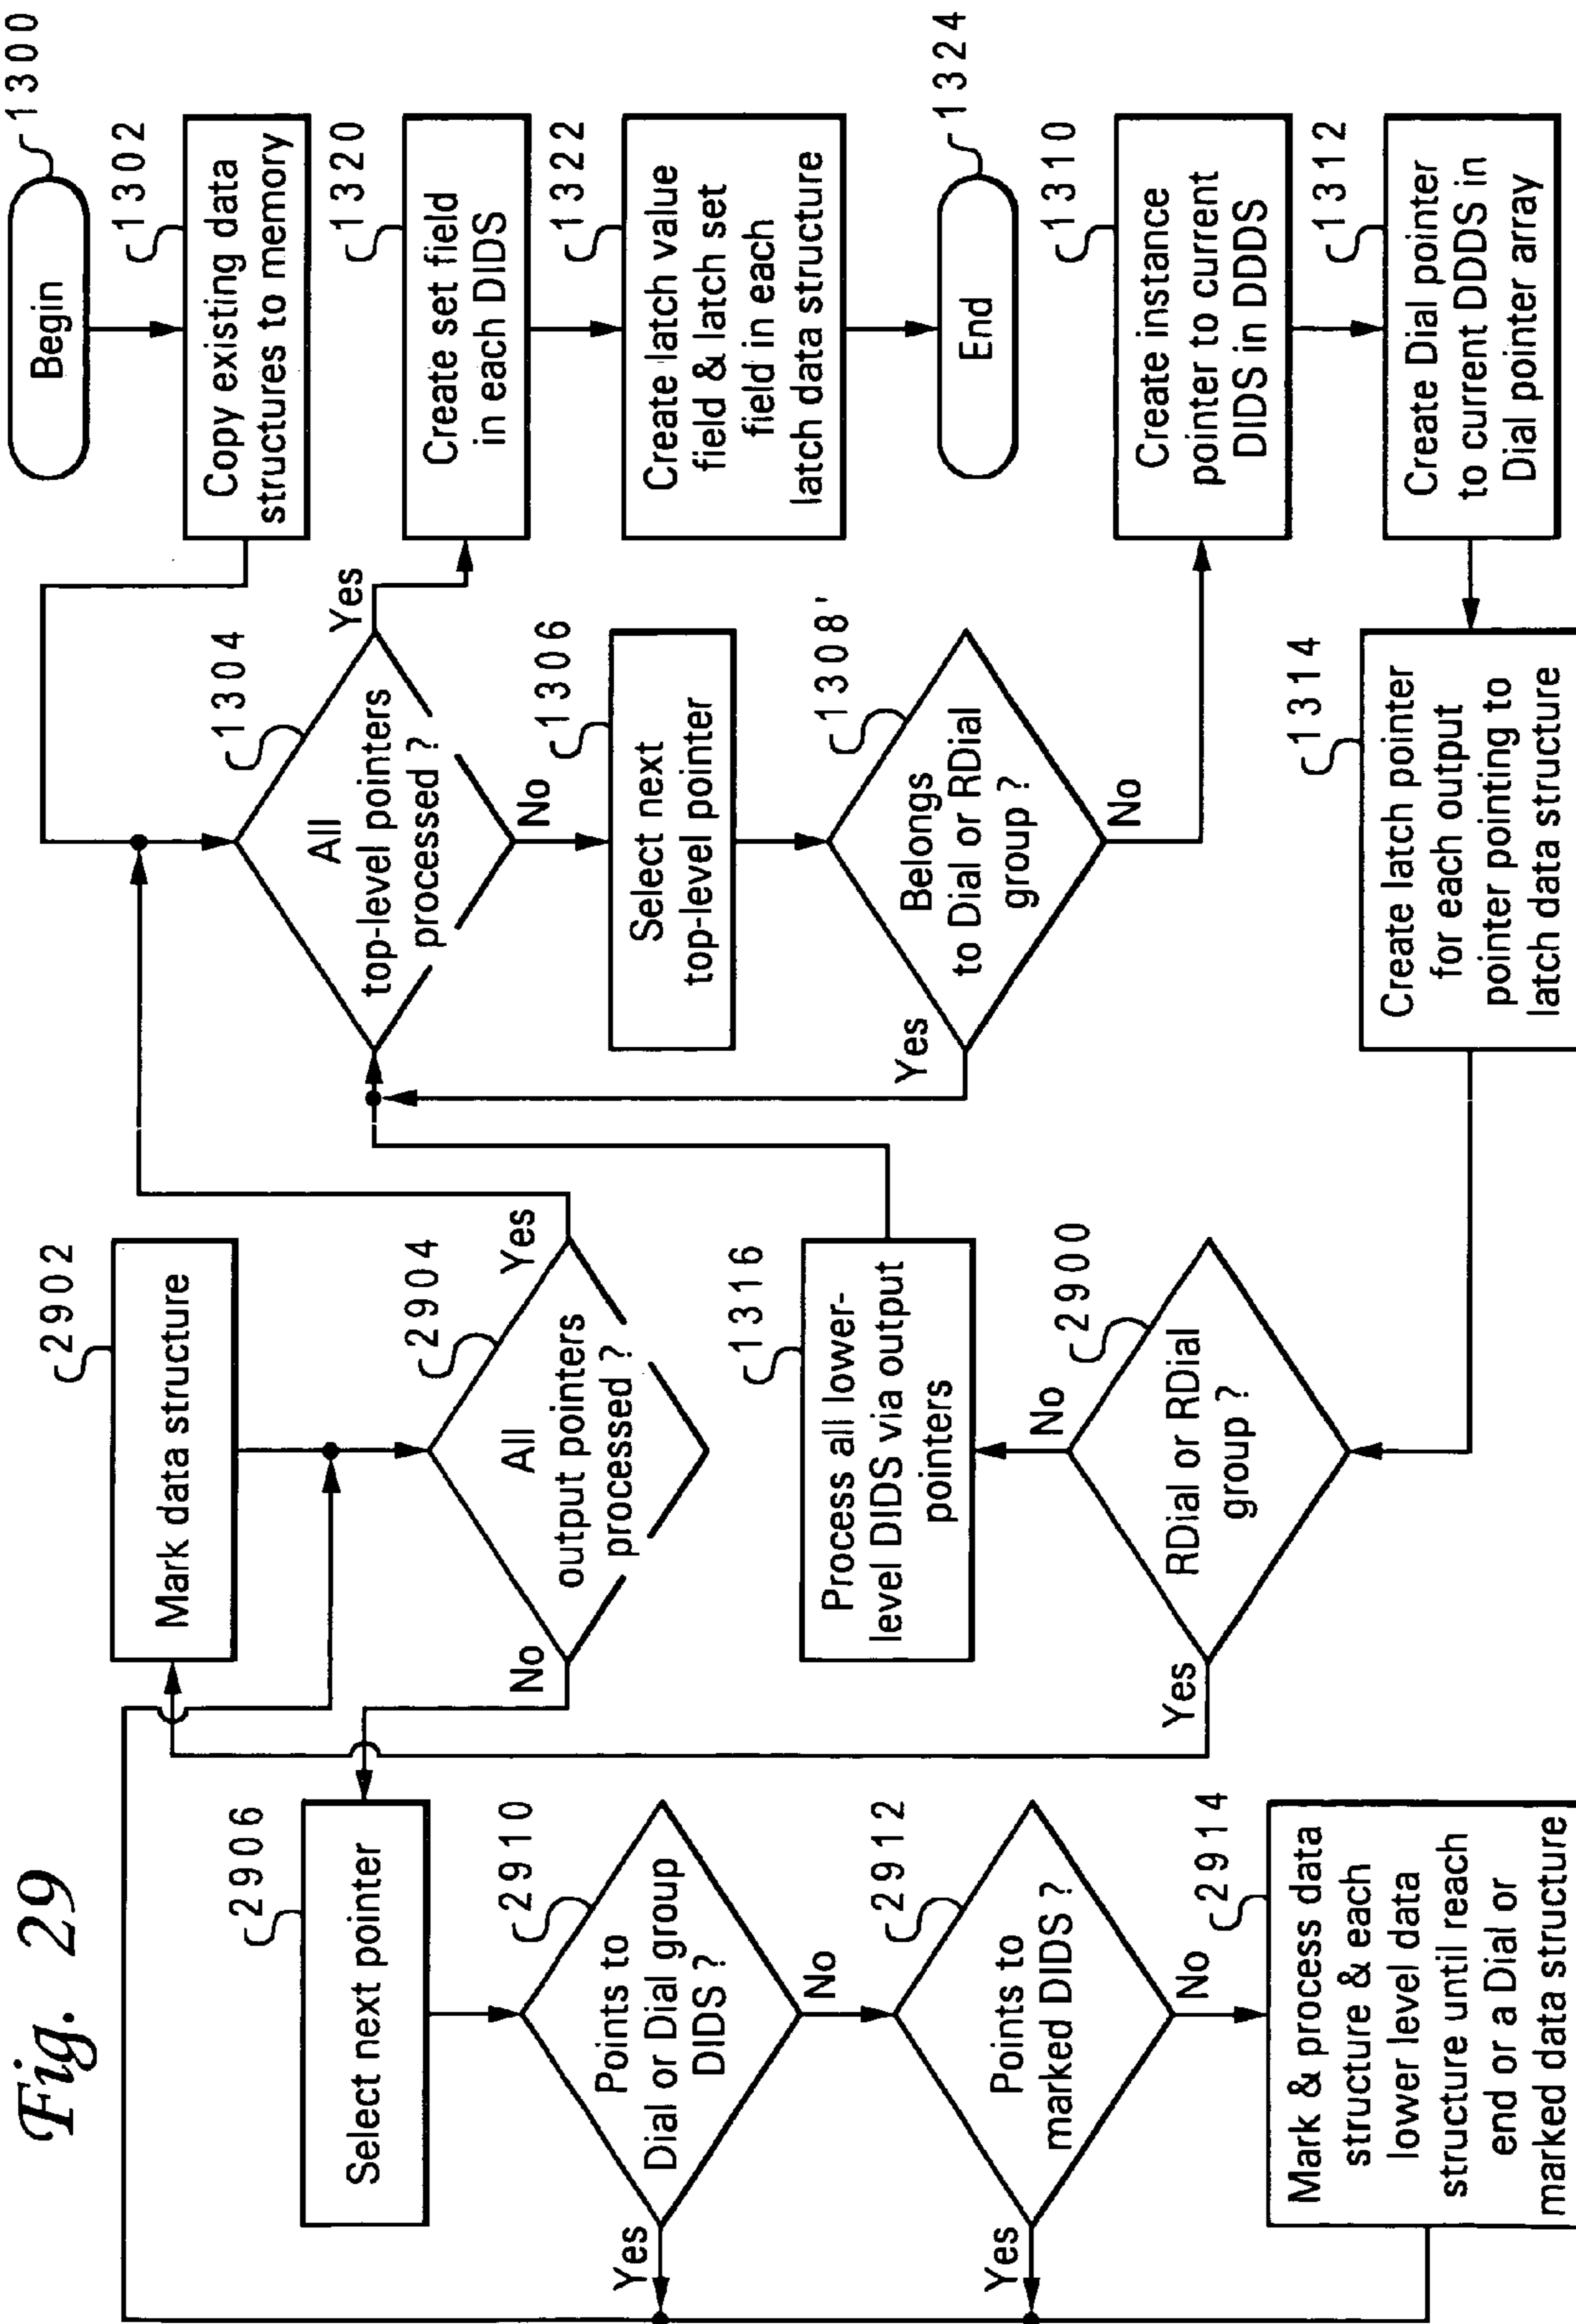 Fig. 29
Begin
1300
1302
Copy existing data
structures to memory
1304
All
top-level pointers
processed ?
Yes
No
1320
Create set field
in each DIDS
1322
Create latch value
field & latch set
field in each
latch data structure
End
1324
1306
Select next
top-level pointer
1308'
Belongs
to Dial or RDial
group ?
Yes
No
1310
Create instance
pointer to current
DIDS in DDDS
1312
Create Dial pointer
to current DDDS in
Dial pointer array
1314
Create latch pointer
for each output
pointer pointing to
latch data structure
2900
RDial or RDial
group ?
No
Yes
1316
Process all lower-
level DIDS via output
pointers
2902
Mark data structure
2904
All
output pointers
processed ?
Yes
No
2906
Select next pointer
2910
Points to
Dial or Dial group
DIDS ?
Yes
No
2912
Points to
marked DIDS ?
Yes
No
2914
Mark & process data
structure & each
lower level data
structure until reach
end or a Dial or
marked data structure